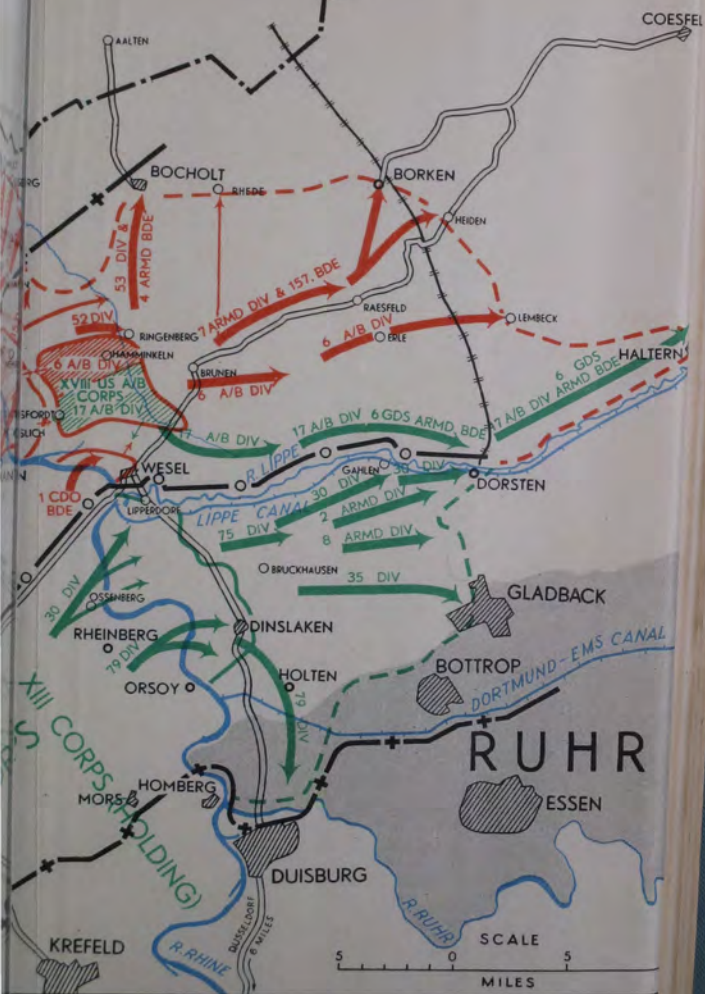 COESFEL
AALTEN
BOCHOLT
RHEDE
BORKEN
HEIDEN
53 DIV &
4 ARMD BDE
7 ARMD DIV & 157. BDE
RAESFELD
52 DIV
RINGENBERG
6 A/B DIV
ERLE
LEMBECK
HAMMINKELN
6 A/B DIV
XVIII US A/B
CORPS
17 A/B DIV
BRUNEN
6 A/B DIV
HALTERN
6 GDS
17 A/B DIV ARMD BDE
17 A/B DIV
17 A/B DIV 6 GDS ARMD, BDE
WESEL
R. LIPPE
GAHLEN
30 DIV
DORSTEN
1 CDO
BDE
LIPPERDORF
LIPPE CANAL
30 DIV
2 ARMD DIV
75 DIV
8 ARMD DIV
BRUCKHAUSEN
35 DIV
GLADBACK
30 DIV
OSSENBERG
RHEINBERG
DINSLAKEN
79 DIV
ORSOY
HOLTEN
79 DIV
BOTTROP
DORTMUND-EMS CANAL
XIII CORPS
(HOLDING)
RUHR
HOMBERG
MORS
ESSEN
DUISBURG
DUSSELDORF
6 MILES
R. RUHR
R. RHINE
KREFELD
SCALE
5 0 5
MILES